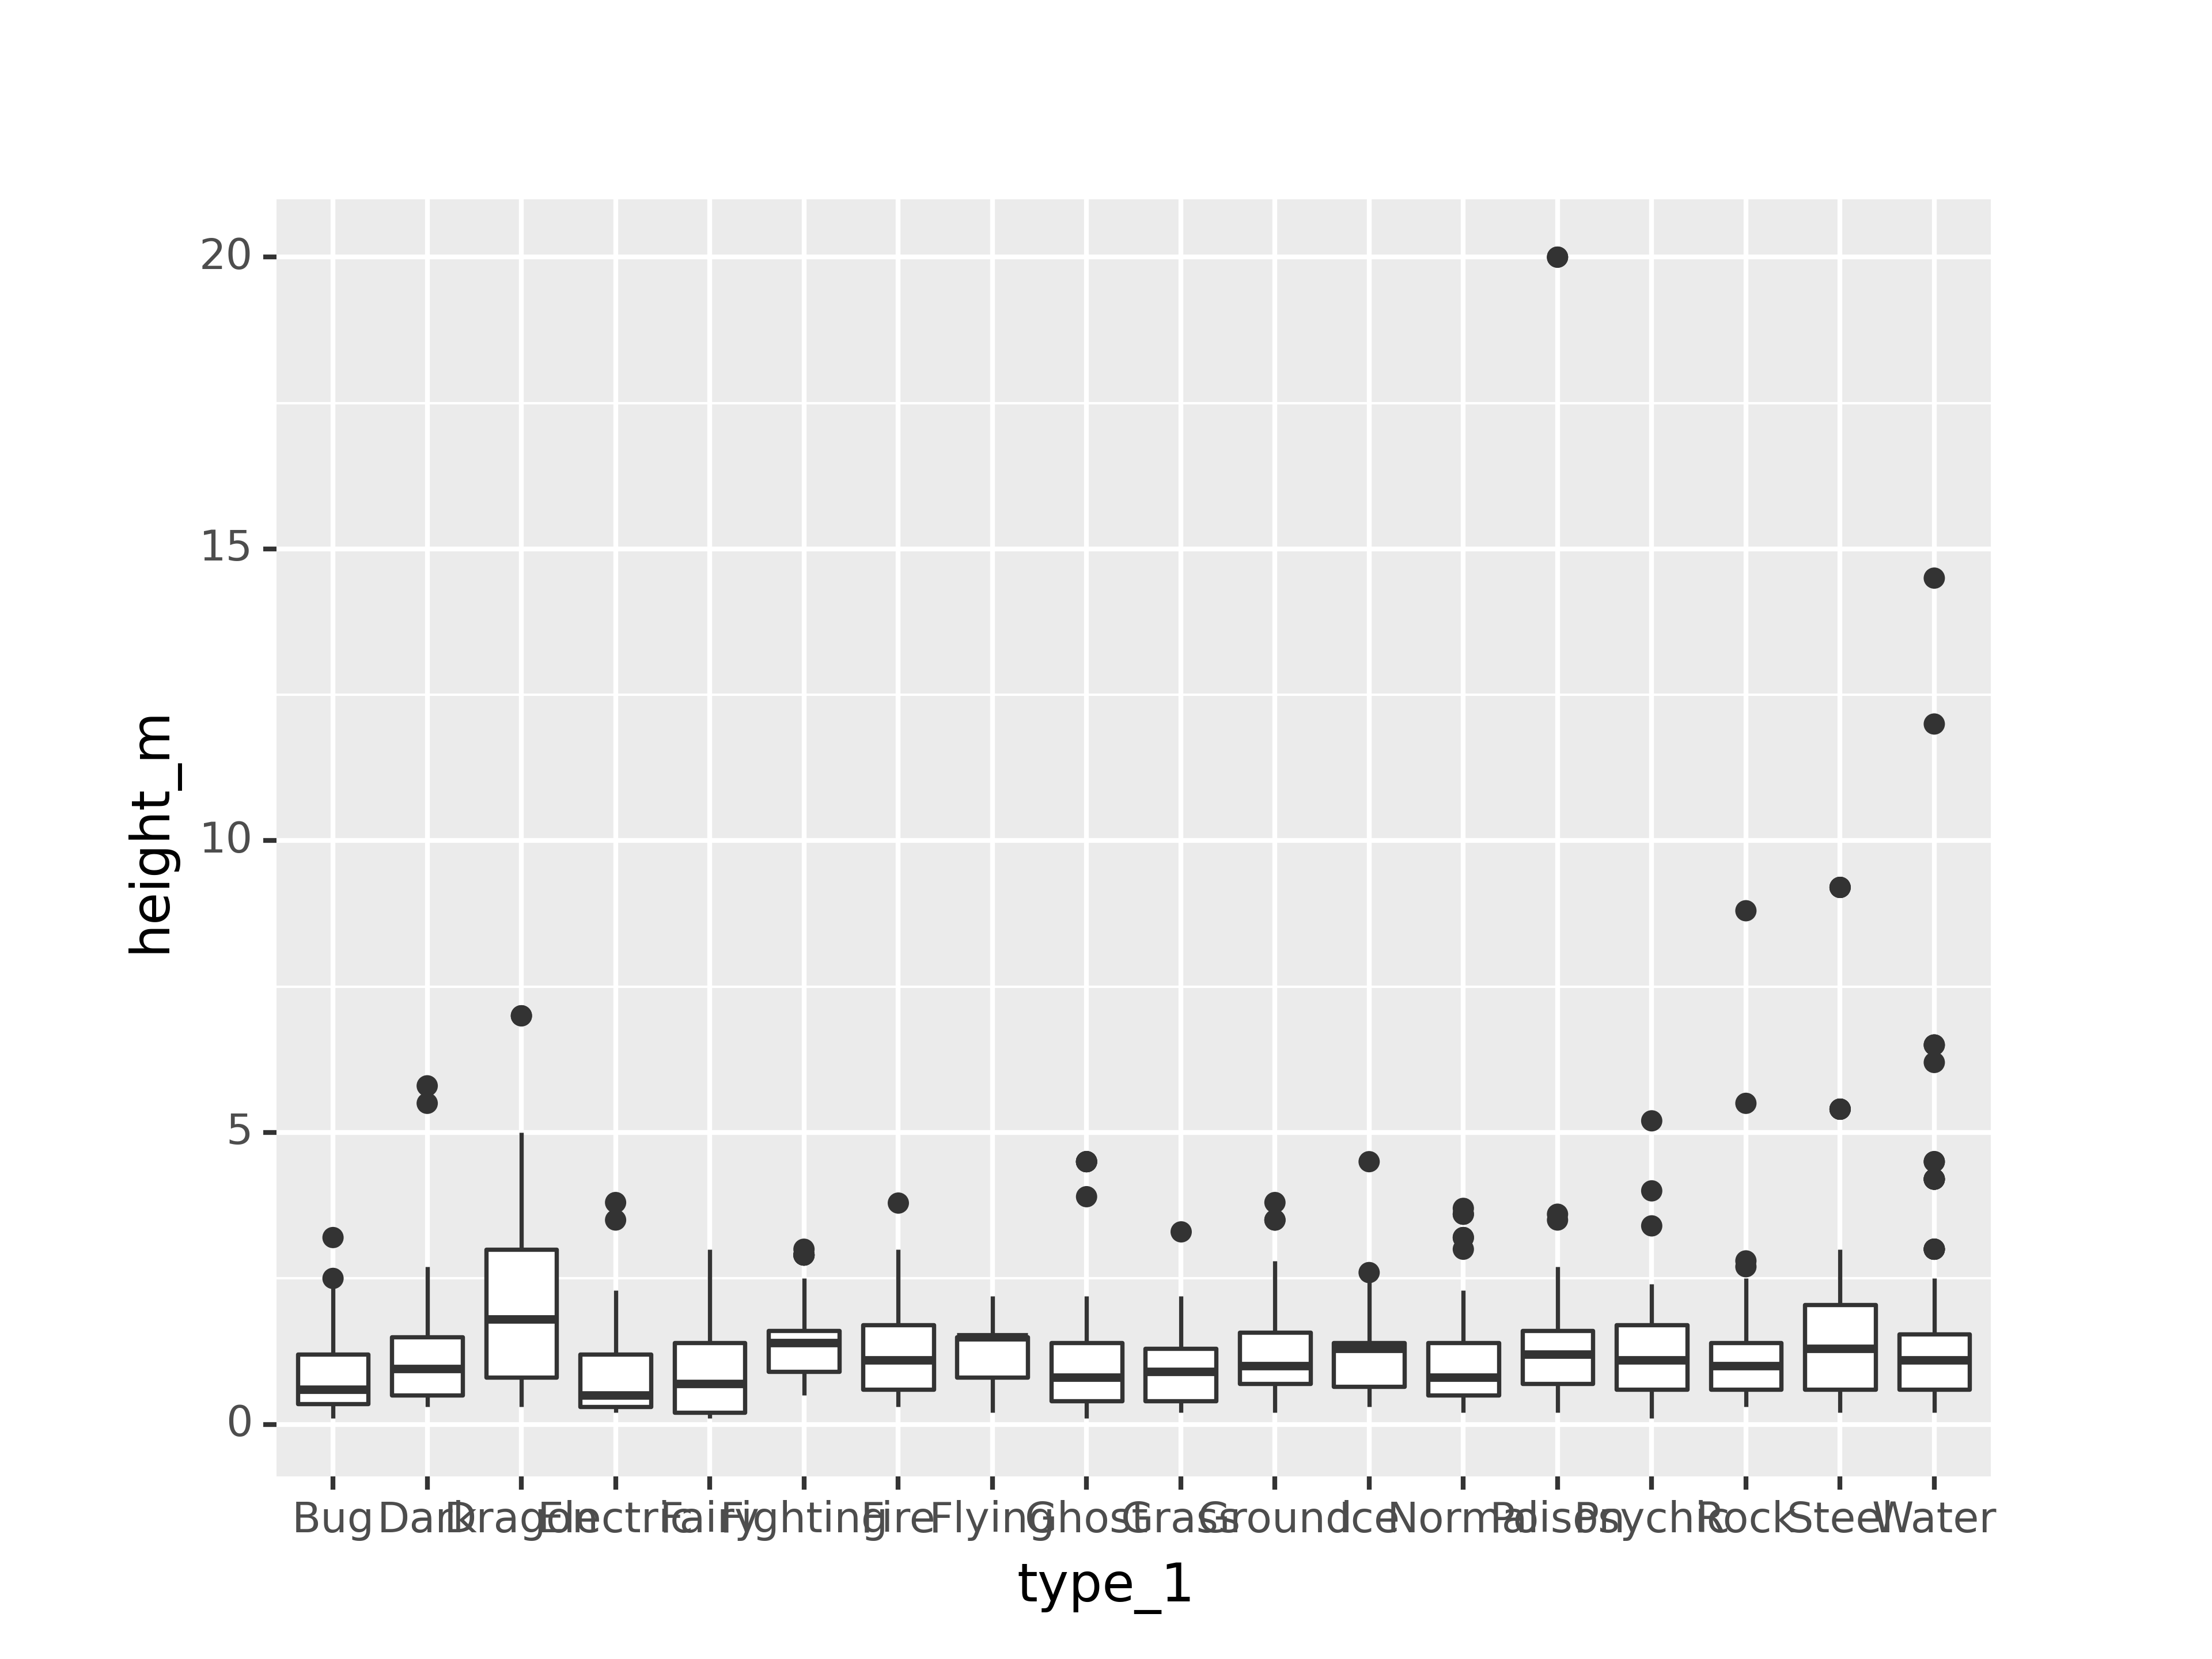 20
15
10
5
0
height_m
Bug Dark Dragon Electric Fairy Fighting Fire Flying Ghost Grass Ground Ice Normal Poison Psychic Rock Steel Water
type_1